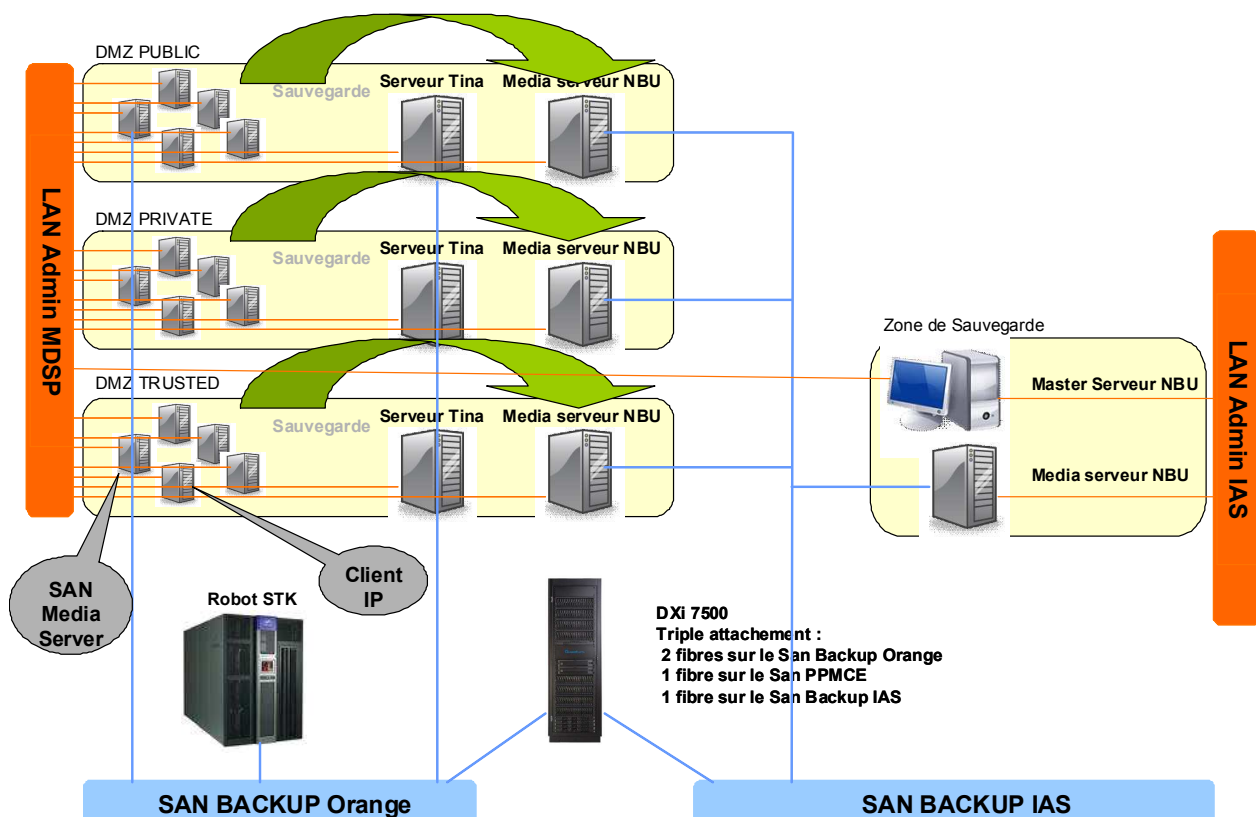 DMZ PUBLIC
Sauvegarde
Serveur Tina
Media serveur NBU
LAN Admin MDSP
DMZ PRIVATE
Sauvegarde
Serveur Tina
Media serveur NBU
DMZ TRUSTED
Sauvegarde
Serveur Tina
Media serveur NBU
Zone de Sauvegarde
Master Serveur NBU
Media serveur NBU
LAN Admin IAS
SAN
Media
Server
Client
IP
Robot STK
DXi 7500
Triple attachement :
2 fibres sur le San Backup Orange
1 fibre sur le San PPMCE
1 fibre sur le San Backup IAS
SAN BACKUP Orange
SAN BACKUP IAS